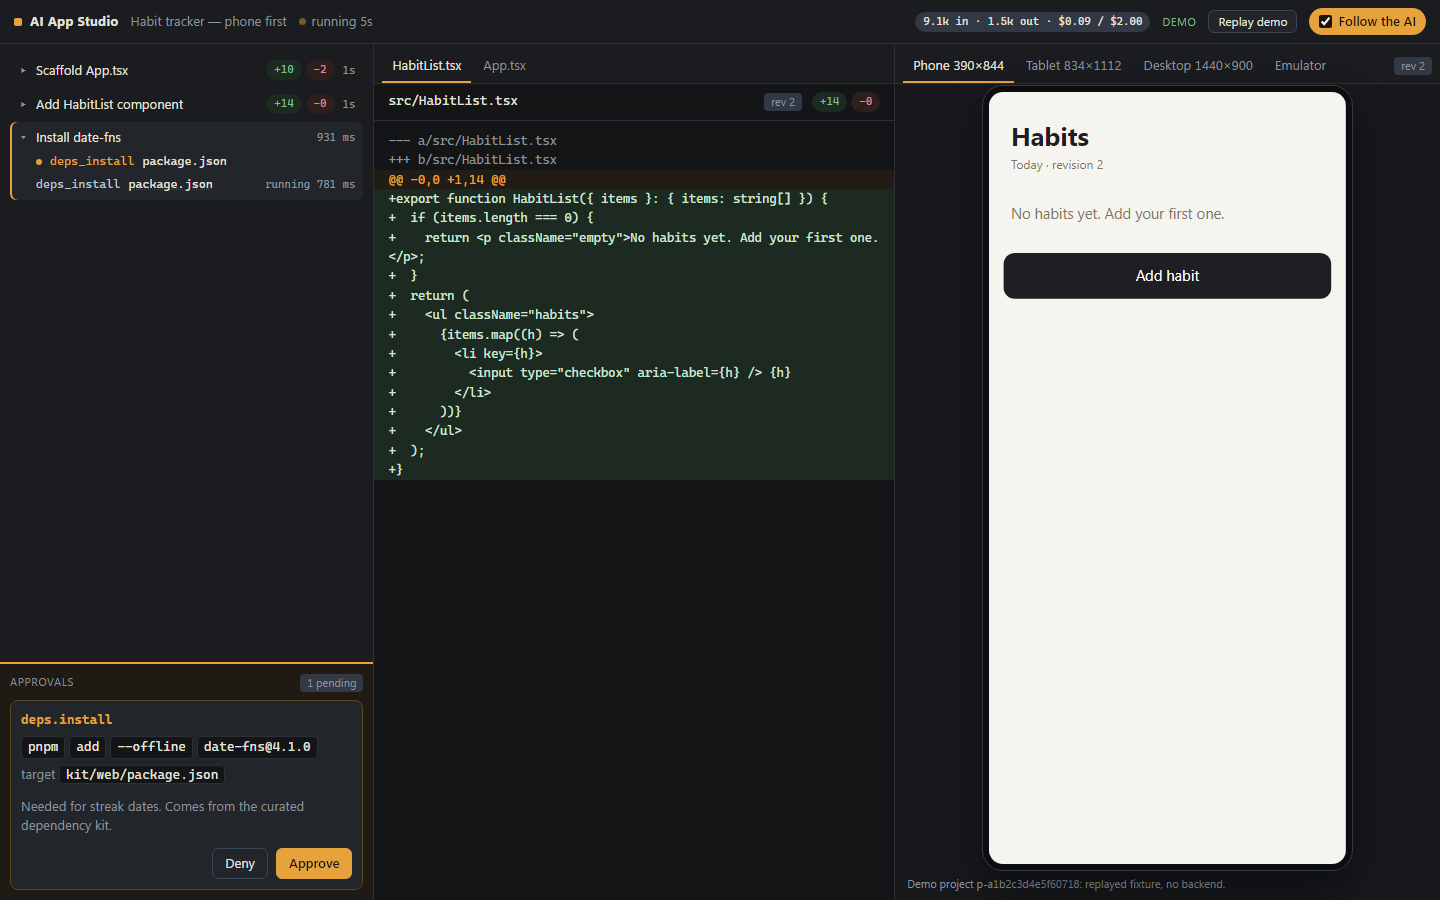 AI App Studio Habit tracker — phone first running 5s
9.1k in · 1.5k out · $0.09 / $2.00 DEMO Replay demo Follow the AI
Scaffold App.tsx +10 −2 1s
Add HabitList component +14 −0 1s
Install date-fns 931 ms
deps_install package.json
deps_install package.json running 781 ms
APPROVALS 1 pending
deps.install
pnpm add --offline date-fns@4.1.0
target kit/web/package.json
Needed for streak dates. Comes from the curated
dependency kit.
Deny Approve
HabitList.tsx App.tsx
src/HabitList.tsx rev 2 +14 −0
--- a/src/HabitList.tsx
+++ b/src/HabitList.tsx
@@ -0,0 +1,14 @@
+export function HabitList({ items }: { items: string[] }) {
+  if (items.length === 0) {
+    return <p className="empty">No habits yet. Add your first one.
</p>;
+  }
+  return (
+    <ul className="habits">
+      {items.map((h) => (
+        <li key={h}>
+          <input type="checkbox" aria-label={h} /> {h}
+        </li>
+      ))}
+    </ul>
+  );
+}
Phone 390×844 Tablet 834×1112 Desktop 1440×900 Emulator rev 2
Habits
Today · revision 2
No habits yet. Add your first one.
Add habit
Demo project p-a1b2c3d4e5f60718: replayed fixture, no backend.